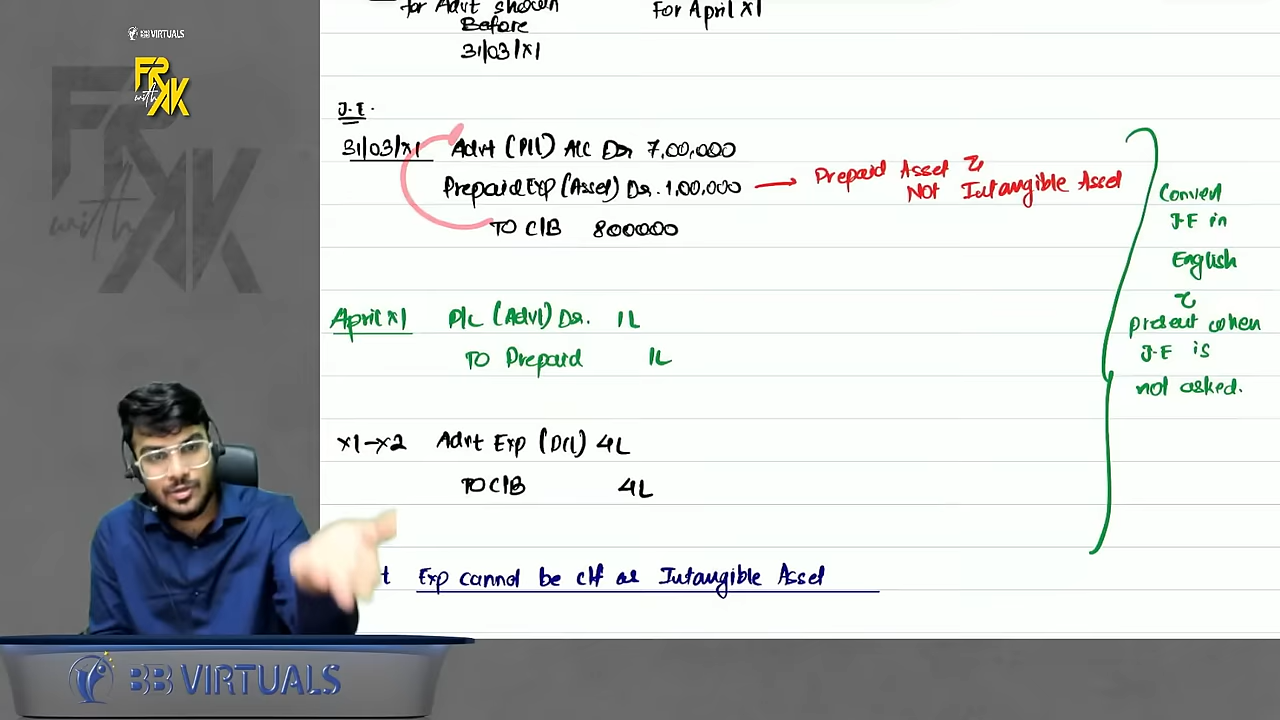 BB VIRTUALS
FR
with
KK
for Advt shown
Before
31/03/X1
For April X1
J.E.
31/03/X1 Advt (P/L) A/C Dr. 7,00,000
Prepaid Exp (Asset) Dr. 1,00,000
TO C/B 800000
Prepaid Asset &
Not Intangible Asset
April X1 P/L (Advt) Dr. 1L
TO Prepaid 1L
X1→X2 Advt Exp (P/L) 4L
TO C/B 4L
Exp cannot be c/f as Intangible Asset
Convert
J.E in
English
&
present when
J.E is
not asked.
BB VIRTUALS